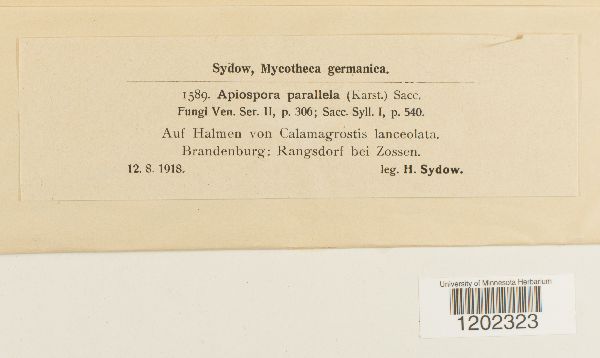 Sydow, Mycotheca germanica.
1589. Apiospora parallela (Karst.) Sacc.
Fungi Ven. Ser. II, p. 306; Sacc. Syll. I, p. 540.
Auf Halmen von Calamagrostis lanceolata.
Brandenburg: Rangsdorf bei Zossen.
12. 8. 1918. leg. H. Sydow.
University of Minnesota Herbarium
1202323